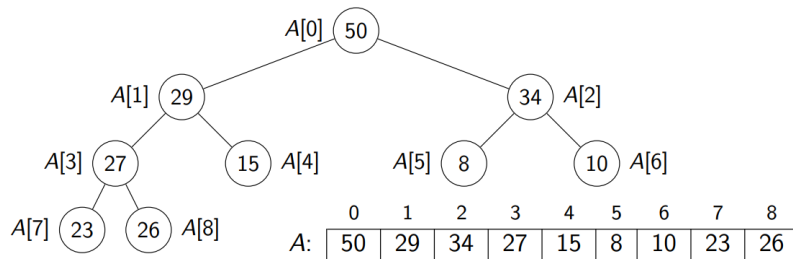 A[0] 50
A[1] 29 34 A[2]
A[3] 27 15 A[4] A[5] 8 10 A[6]
0 1 2 3 4 5 6 7 8
A[7] 23 26 A[8]
A: 50 29 34 27 15 8 10 23 26